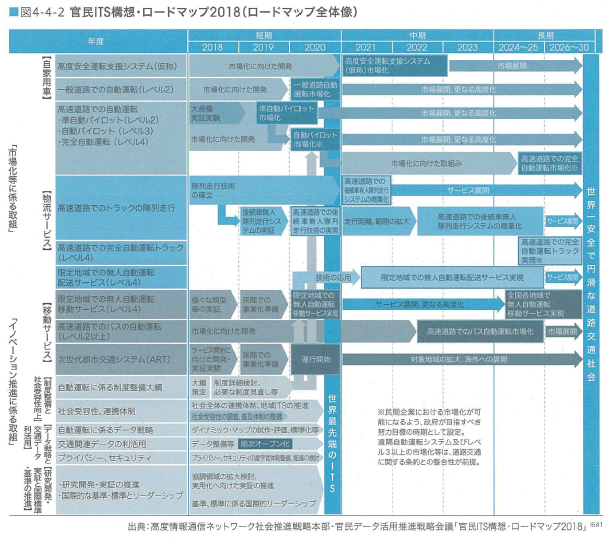 ■図4-4-2 官民ITS構想・ロードマップ2018(ロードマップ全体像)
年度
短期
中期
長期
2018
2019
2020
2021
2022
2023
2024〜25
2026〜30
「市場化等に係る取組」
【自家用車】
高度安全運転支援システム(仮称)
市場化に向けた開発
高度安全運転支援システム
(仮称)市場化
市場展開
一般道路での自動運転(レベル2)
市場化に向けた開発
一般道路自動
運転市場化
市場展開、更なる高度化
高速道路での自動運転
・準自動パイロット(レベル2)
・自動パイロット(レベル3)
・完全自動運転(レベル4)
大規模
実証実験
準自動パイロット
市場化
市場展開、更なる高度化
市場化に向けた開発
自動パイロット
市場化※
市場展開、更なる高度化
市場化に向けた取組み
高速道路での完全
自動運転市場化※
【物流サービス】
高速道路でのトラックの隊列走行
隊列走行技術
の確立
高速道路での
後続車有人隊列走行
システムの商業化
サービス展開
後続車無人
隊列走行システム
の実証
高速道路での後
続車無人隊列
走行技術の実現
走行距離、範囲の拡大
高速道路での後続車無人
隊列走行システムの商業化
サービス展開
高速道路での完全自動運転トラック
(レベル4)
高速道路での完全
自動運転トラック
実現※
限定地域での無人自動運転
配送サービス(レベル4)
技術の応用
限定地域での無人自動運転配送サービス実現
サービス展開
【移動サービス】
限定地域での無人自動運転
移動サービス(レベル4)
様々な類型
毎の実証
民間での
事業化準備
限定地域での
無人自動運転
移動サービス実現
サービス展開、更なる高度化
全国各地域で
無人自動運転
移動サービス実現
高速道路でのバスの自動運転
(レベル2以上)
市場化に向けた開発
高速道路でのバス自動運転市場化
市場展開
次世代都市交通システム(ART)
サービス開始に
向けた開発・
実証実験
民間での
事業化準備
運行開始
対象地域の拡大、海外への展開
「イノベーション推進に係る取組」
【制度整備と
社会受容性向上】
自動運転に係る制度整備大綱
大綱
策定
制度詳細検討、
必要な制度見直し等
社会受容性、連携体制
社会全体の連携体制、地域ITSの推進
社会受容性の調査、普及体制の整備
【データ戦略と
交通データ
利活用】
自動運転に係るデータ戦略
ダイナミック・マップの試作・評価、標準化等
交通関連データの利活用
データ整備等
順次オープン化
プライバシー、セキュリティ
プライバシー、セキュリティの産学官体制整備、推進の検討
【研究開発・
実証と国際標準
・基準の推進】
・研究開発・実証の推進
・国際的な基準・標準とリーダーシップ
協調領域の拡大検討、
実用化へ向けた実証の推進
基準、標準に係る国際的リーダーシップ
世界最先端のITS
世界一安全で円滑な道路交通社会
※民間企業における市場化が可
能になるよう、政府が目指すべき
努力目標の時期として設定。
遠隔自動運転システム及びレベ
ル3以上の市場化等は、道路交
通に関する条約との整合性が前提。
出典:高度情報通信ネットワーク社会推進戦略本部・官民データ活用推進戦略会議「官民ITS構想・ロードマップ2018」※41